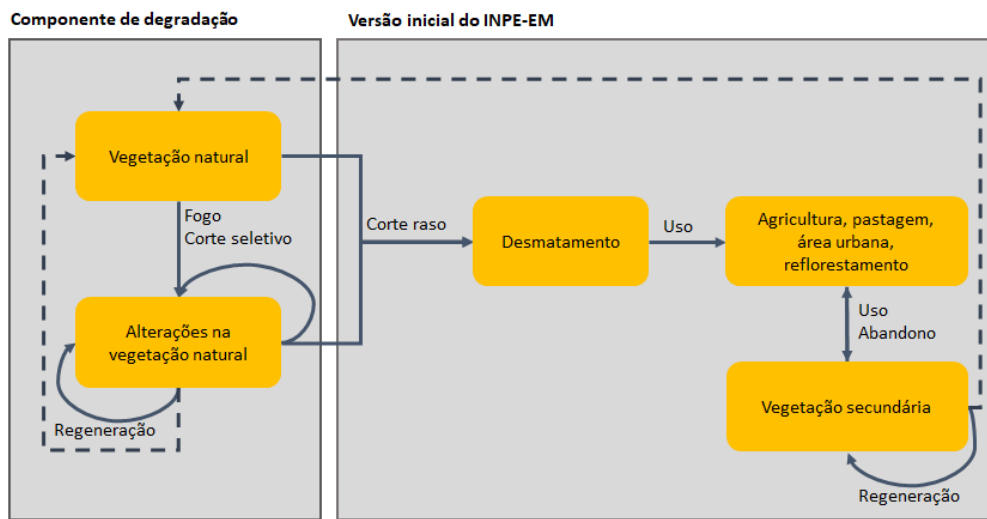 Componente de degradação
Versão inicial do INPE-EM
Vegetação natural
Fogo
Corte seletivo
Alterações na
vegetação natural
Regeneração
Corte raso
Desmatamento
Uso
Agricultura, pastagem,
área urbana,
reflorestamento
Uso
Abandono
Vegetação secundária
Regeneração